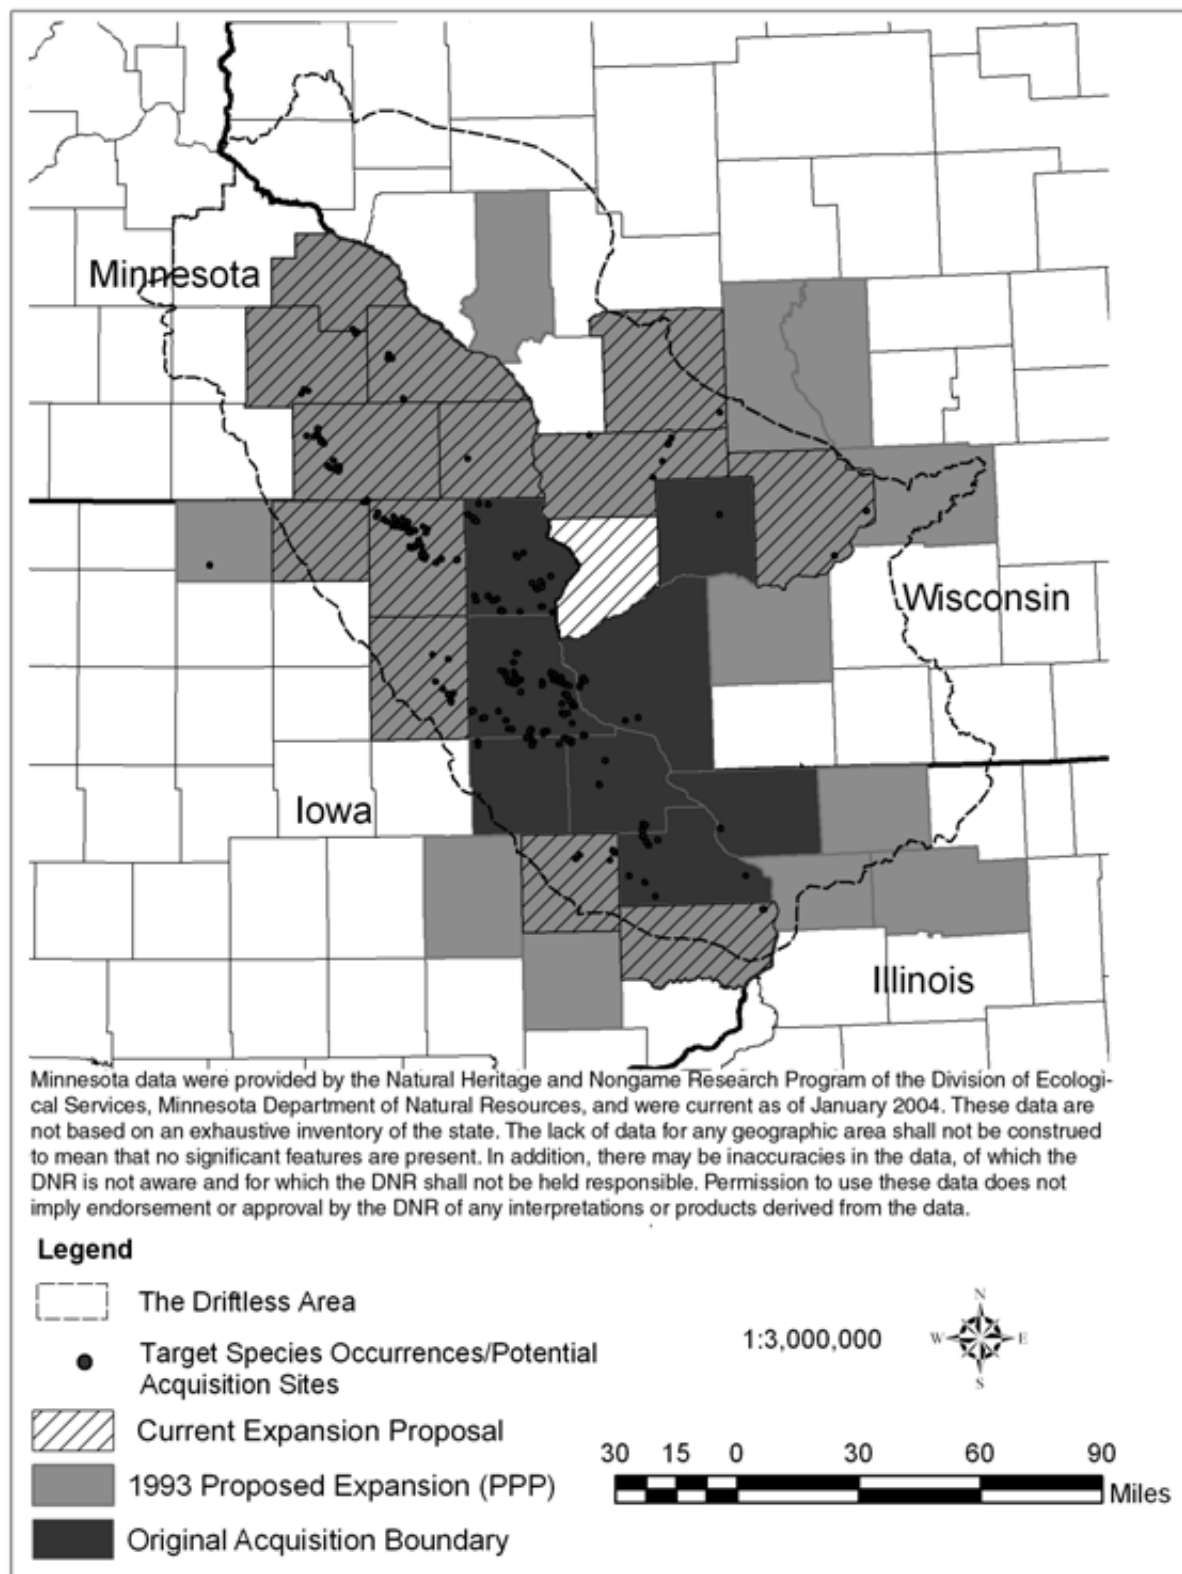 Minnesota
Wisconsin
Iowa
Illinois
Minnesota data were provided by the Natural Heritage and Nongame Research Program of the Division of Ecologi-
cal Services, Minnesota Department of Natural Resources, and were current as of January 2004. These data are
not based on an exhaustive inventory of the state. The lack of data for any geographic area shall not be construed
to mean that no significant features are present. In addition, there may be inaccuracies in the data, of which the
DNR is not aware and for which the DNR shall not be held responsible. Permission to use these data does not
imply endorsement or approval by the DNR of any interpretations or products derived from the data.
Legend
The Driftless Area
Target Species Occurrences/Potential
Acquisition Sites
Current Expansion Proposal
1993 Proposed Expansion (PPP)
Original Acquisition Boundary
1:3,000,000
N
W E
S
30 15 0 30 60 90
Miles